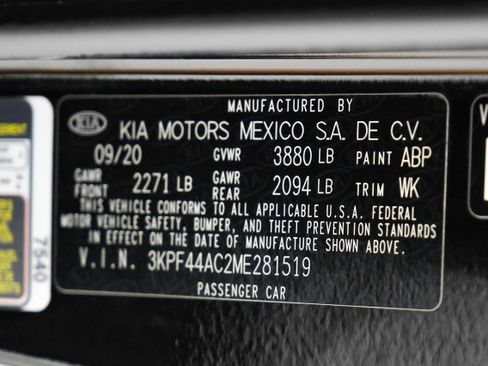 MANUFACTURED BY
KIA KIA MOTORS MEXICO S.A. DE C.V.
09/20 GVWR 3880 LB PAINT ABP
GAWR FRONT 2271 LB GAWR REAR 2094 LB TRIM WK
THIS VEHICLE CONFORMS TO ALL APPLICABLE U.S.A. FEDERAL
MOTOR VEHICLE SAFETY, BUMPER, AND THEFT PREVENTION STANDARDS
IN EFFECT ON THE DATE OF MANUFACTURE SHOWN ABOVE.
V.I.N. 3KPF44AC2ME281519
PASSENGER CAR
7540
V